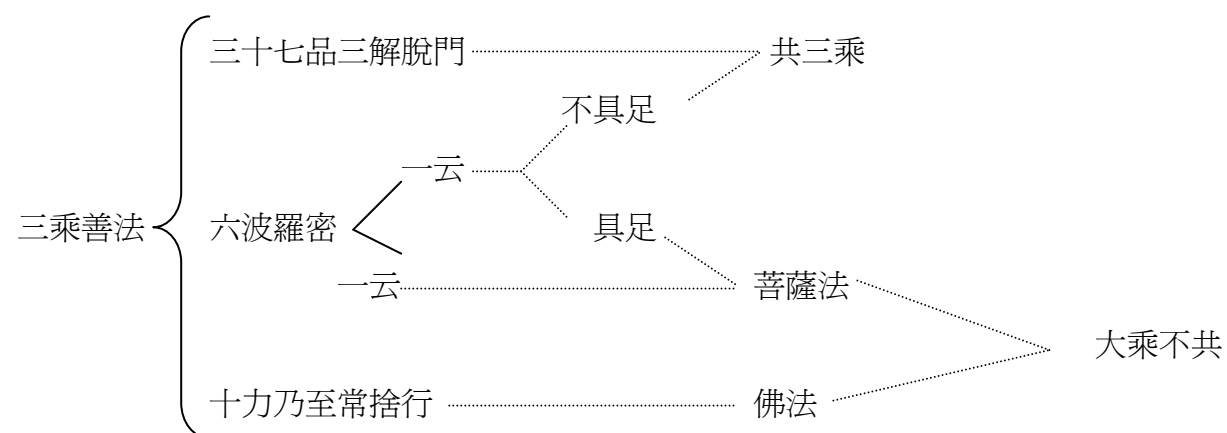 三十七品三解脫門 共三乘
不具足
一云
三乘善法 六波羅密 具足
一云 菩薩法
大乘不共
十力乃至常捨行 佛法